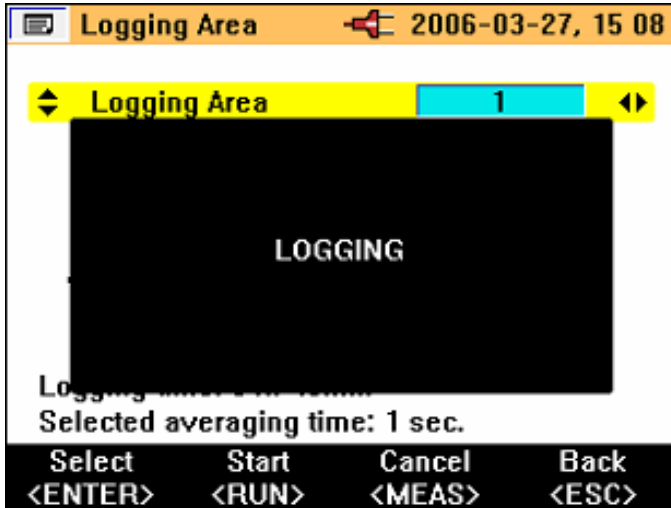 Logging Area 2006-03-27, 15 08
Logging Area 1
LOGGING
Selected averaging time: 1 sec.
Select Start Cancel Back
<ENTER> <RUN> <MEAS> <ESC>